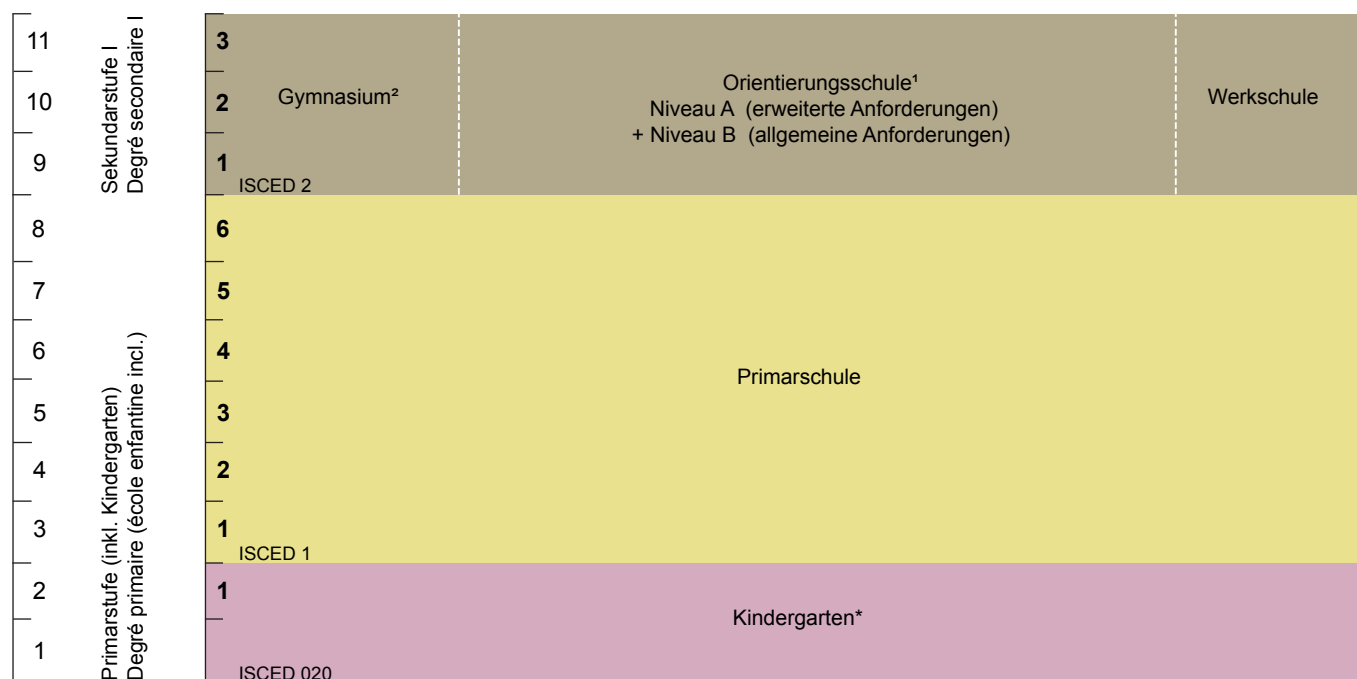 11
10
9
8
7
6
5
4
3
2
1
Sekundarstufe I
Degré secondaire I
Primarstufe (inkl. Kindergarten)
Degré primaire (école enfantine incl.)
3
2
1
ISCED 2
Gymnasium²
Orientierungsschule¹
Niveau A (erweiterte Anforderungen)
+ Niveau B (allgemeine Anforderungen)
Werkschule
6
5
4
3
2
1
ISCED 1
Primarschule
1
Kindergarten*
ISCED 020